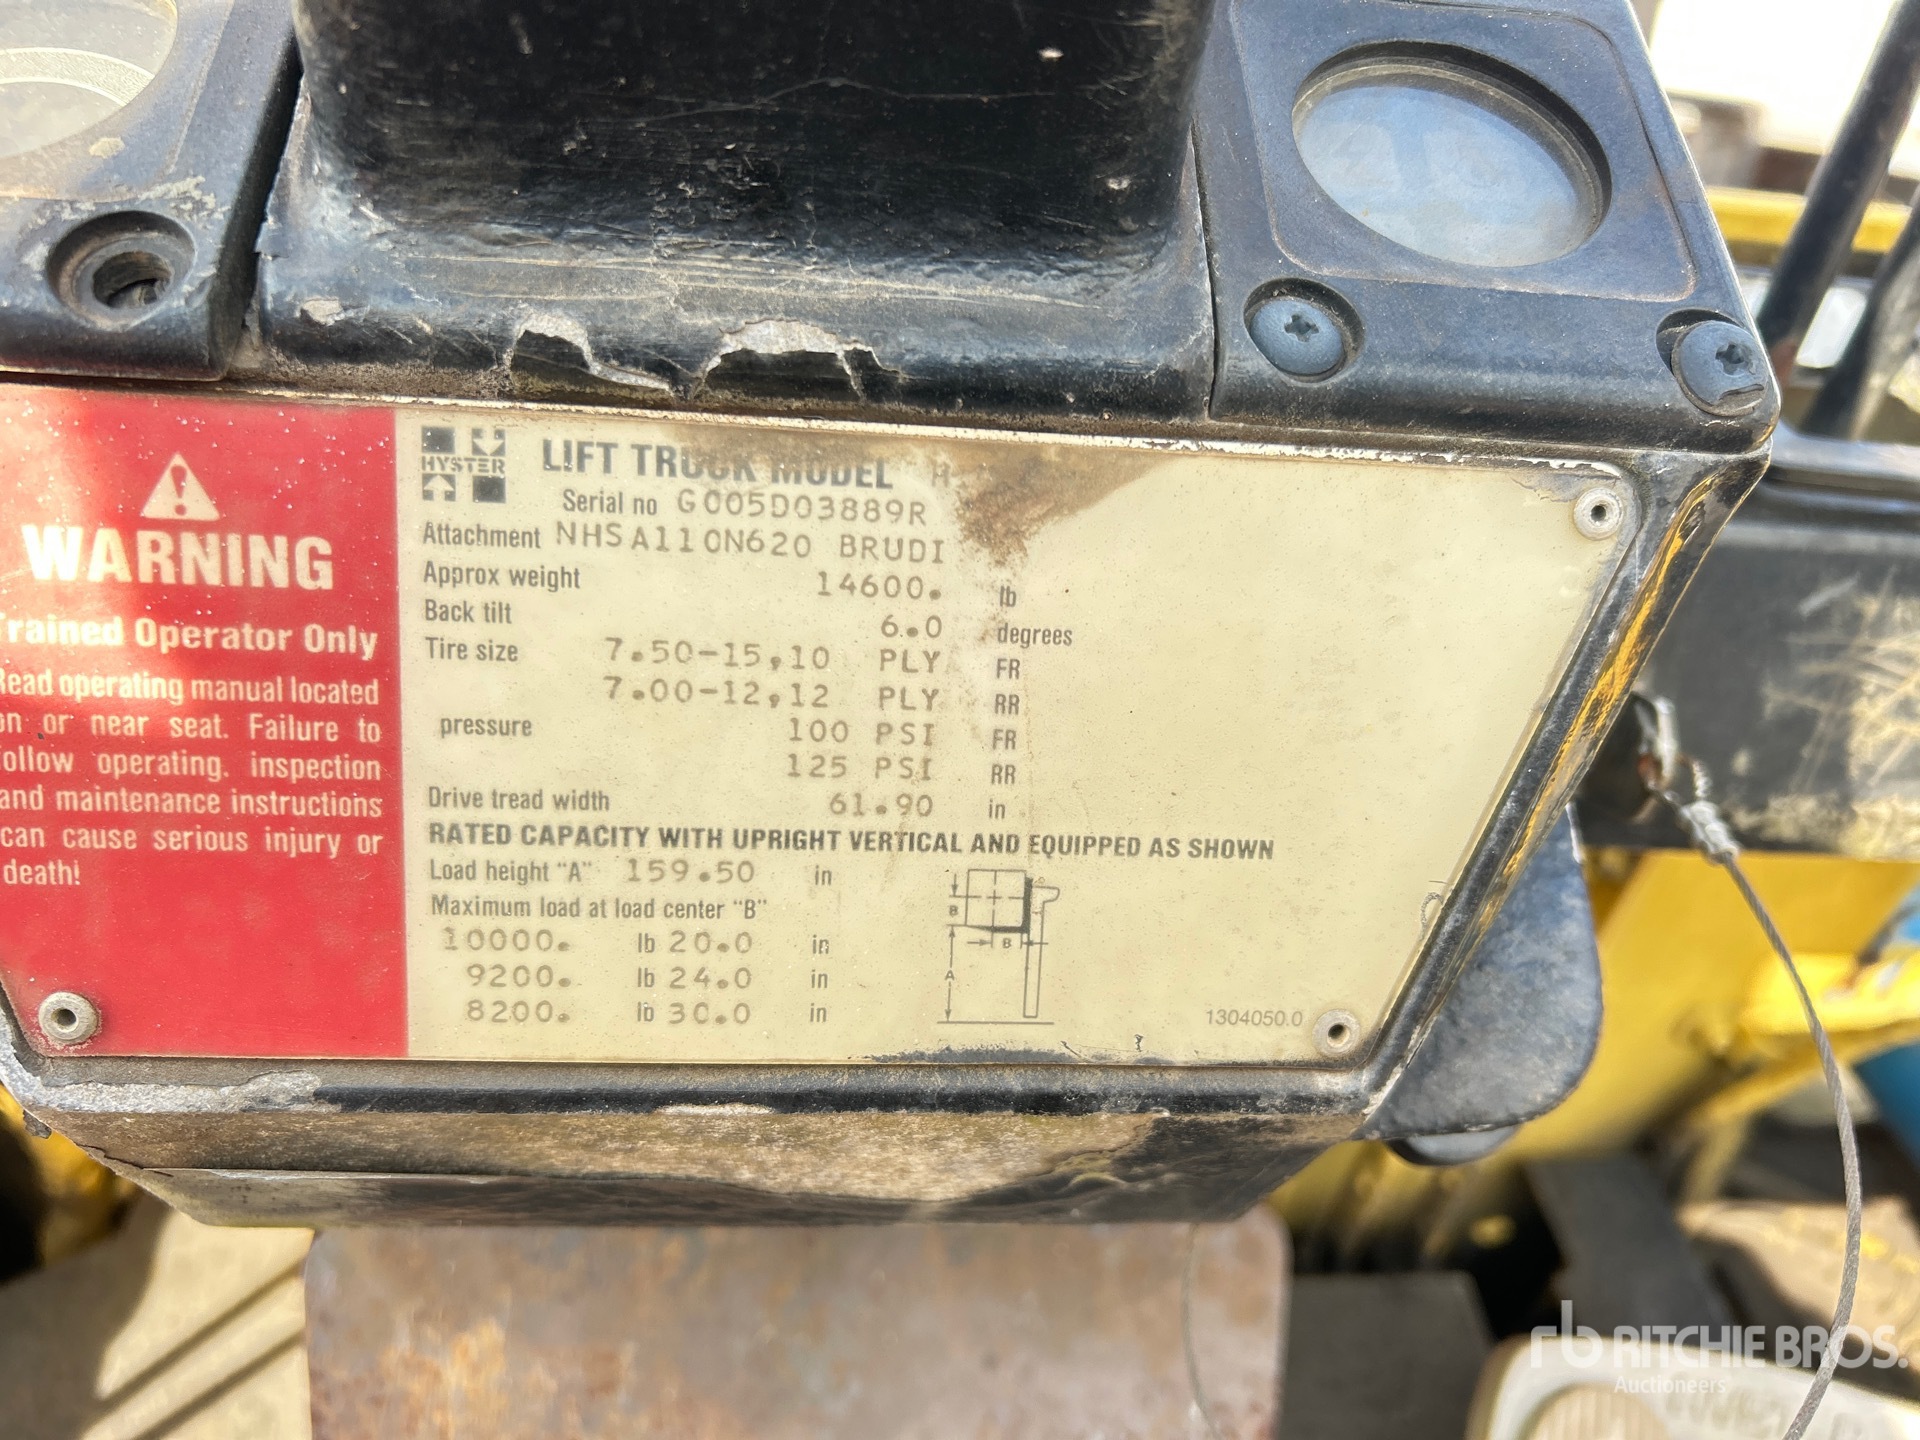 WARNING
Trained Operator Only
Read operating manual located
on or near seat. Failure to
follow operating, inspection
and maintenance instructions
can cause serious injury or
death!
HYSTER
LIFT TRUCK MODEL H
Serial no G005D03889R
Attachment NHSA110N620 BRUDI
Approx weight 14600. lb
Back tilt 6.0 degrees
Tire size 7.50-15,10 PLY FR
7.00-12,12 PLY RR
pressure 100 PSI FR
125 PSI RR
Drive tread width 61.90 in
RATED CAPACITY WITH UPRIGHT VERTICAL AND EQUIPPED AS SHOWN
Load height "A" 159.50 in
Maximum load at load center "B"
10000. lb 20.0 in
9200. lb 24.0 in
8200. lb 30.0 in
B
B
A
1304050.0
rb RITCHIE BROS.
Auctioneers